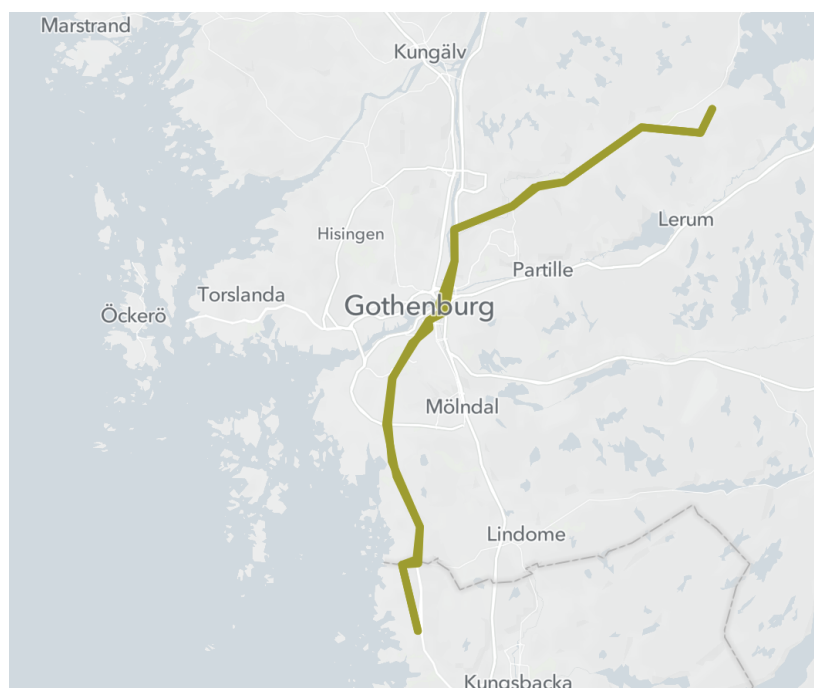 Marstrand
Kungälv
Lerum
Hisingen
Partille
Torslanda
Gothenburg
Öckerö
Mölndal
Lindome
Kungsbacka